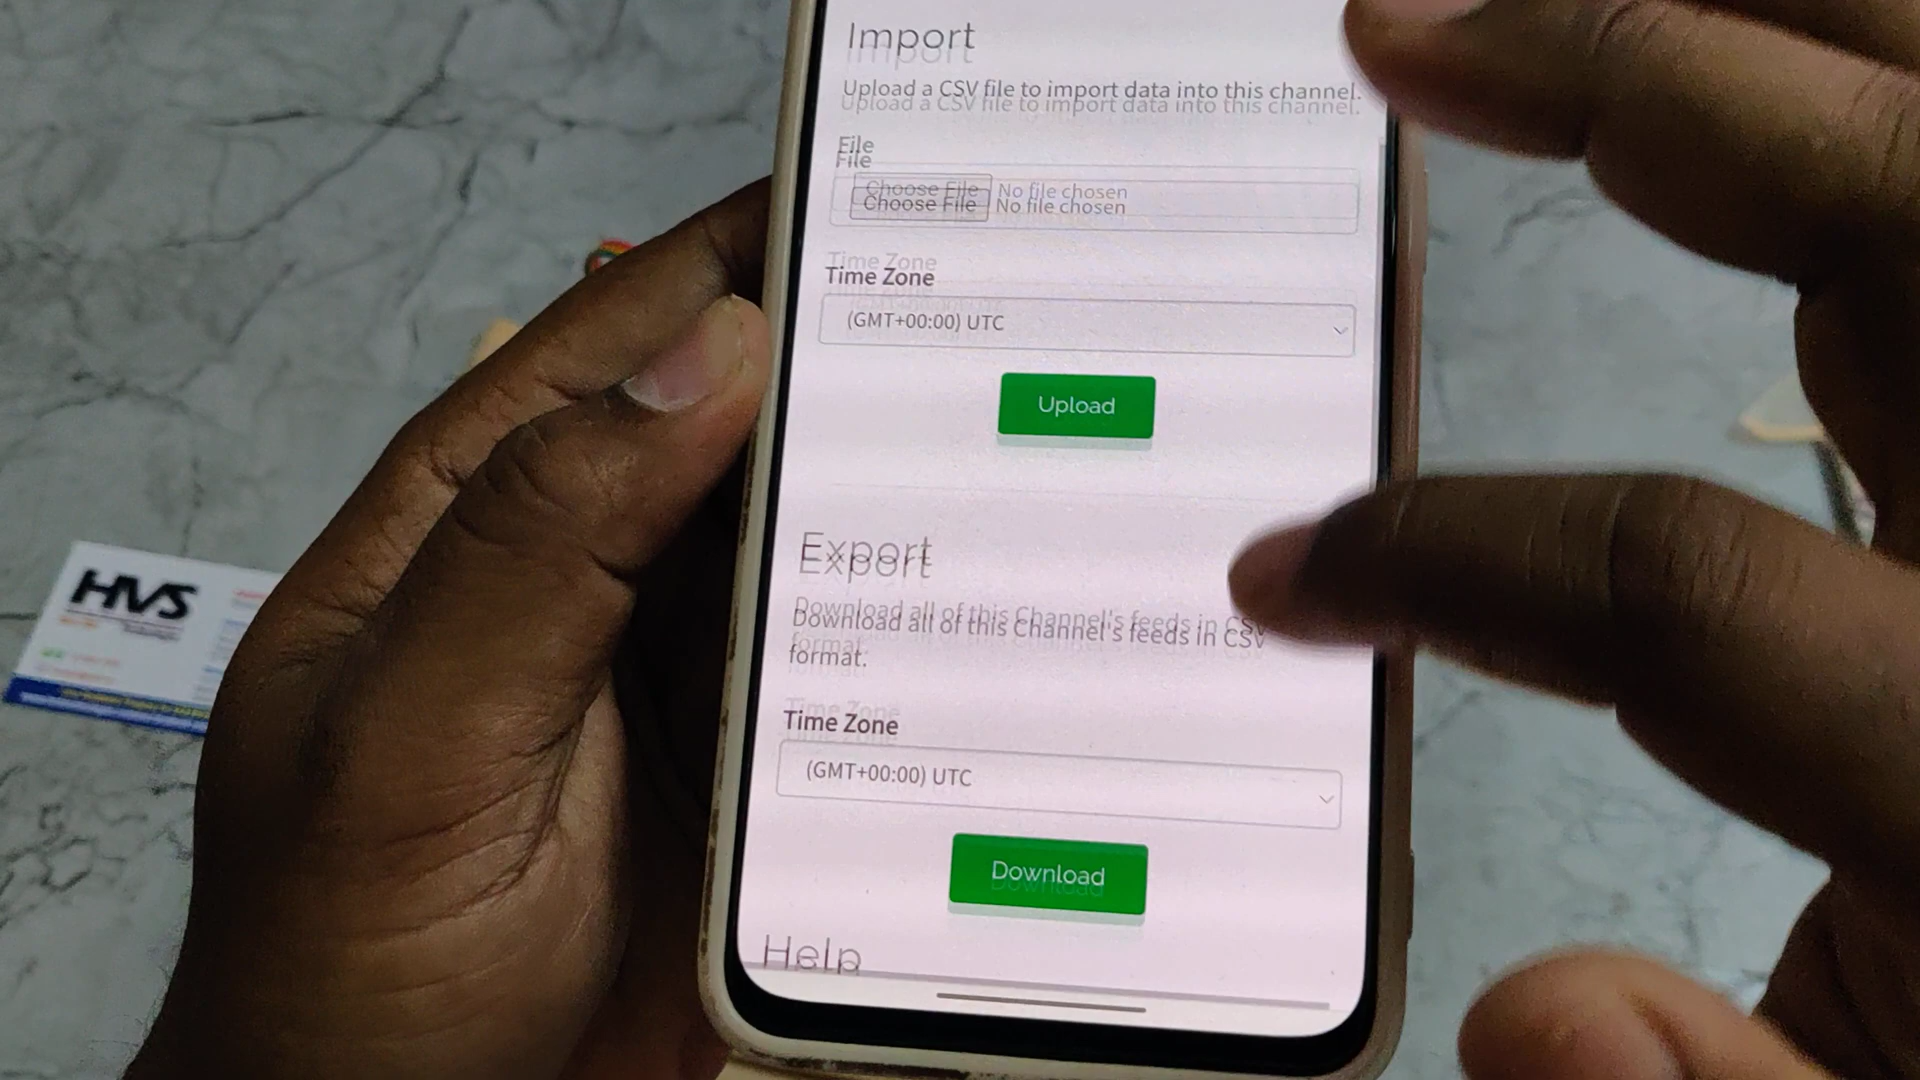 Import
Upload a CSV file to import data into this channel.
File
Choose File No file chosen
Time Zone
(GMT+00:00) UTC
Upload
Export
Download all of this Channel's feeds in CSV
format.
Time Zone
(GMT+00:00) UTC
Download
Help
HVS